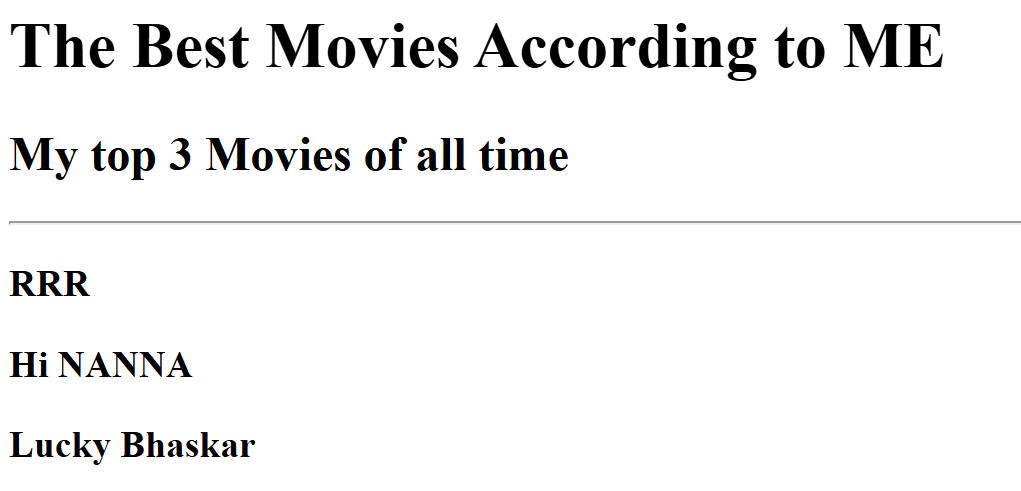 The Best Movies According to ME
My top 3 Movies of all time
RRR
Hi NANNA
Lucky Bhaskar